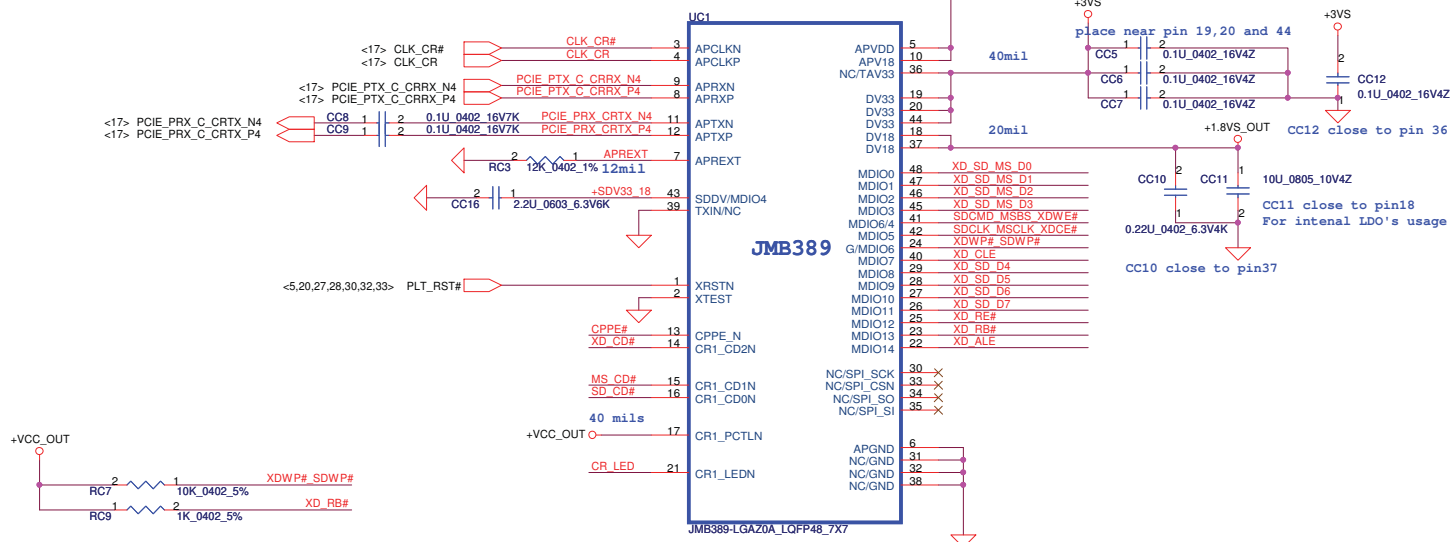 UC1
+3VS
+3VS
<17> CLK_CR# CLK_CR# 3 APCLKN
<17> CLK_CR CLK_CR 4 APCLKP
<17> PCIE_PTX_C_CRRX_N4 PCIE_PTX_C_CRRX_N4 9 APRXN
<17> PCIE_PTX_C_CRRX_P4 PCIE_PTX_C_CRRX_P4 8 APRXP
<17> PCIE_PRX_C_CRTX_N4 CC8 1 2 0.1U_0402_16V7K PCIE_PRX_CRTX_N4 11 APTXN
<17> PCIE_PRX_C_CRTX_P4 CC9 1 2 0.1U_0402_16V7K PCIE_PRX_CRTX_P4 12 APTXP
2 1 APREXT 7 APREXT
RC3 12K_0402_1% 12mil
2 1 +SDV33_18 43 SDDV/MDIO4
CC16 2.2U_0603_6.3V6K 39 TXIN/NC
JMB389
<5,20,27,28,30,32,33> PLT_RST# 1 XRSTN
2 XTEST
CPPE# 13 CPPE_N
XD_CD# 14 CR1_CD2N
MS_CD# 15 CR1_CD1N
SD_CD# 16 CR1_CD0N
40 mils
+VCC_OUT 17 CR1_PCTLN
CR_LED 21 CR1_LEDN
APVDD 5
APV18 10
NC/TAV33 36
DV33 19
DV33 20
DV33 44
DV18 18
DV18 37
MDIO0 48 XD_SD_MS_D0
MDIO1 47 XD_SD_MS_D1
MDIO2 46 XD_SD_MS_D2
MDIO3 45 XD_SD_MS_D3
MDIO6/4 41 SDCMD_MSBS_XDWE#
MDIO5 42 SDCLK_MSCLK_XDCE#
G/MDIO6 24 XDWP#_SDWP#
MDIO7 40 XD_CLE
MDIO8 29 XD_SD_D4
MDIO9 28 XD_SD_D5
MDIO10 27 XD_SD_D6
MDIO11 26 XD_SD_D7
MDIO12 25 XD_RE#
MDIO13 23 XD_RB#
MDIO14 22 XD_ALE
NC/SPI_SCK 30
NC/SPI_CSN 33
NC/SPI_SO 34
NC/SPI_SI 35
APGND 6
NC/GND 31
NC/GND 32
NC/GND 38
JMB389-LGAZ0A_LQFP48_7X7
place near pin 19,20 and 44
40mil
CC5 1 2 0.1U_0402_16V4Z
CC6 1 2 0.1U_0402_16V4Z
CC7 1 2 0.1U_0402_16V4Z
2
CC12
1 0.1U_0402_16V4Z
CC12 close to pin 36
20mil
+1.8VS_OUT
2 1
CC10 CC11 10U_0805_10V4Z
1 2
CC11 close to pin18
For intenal LDO's usage
0.22U_0402_6.3V4K
CC10 close to pin37
+VCC_OUT
2 1 XDWP#_SDWP#
RC7 10K_0402_5%
1 2 XD_RB#
RC9 1K_0402_5%